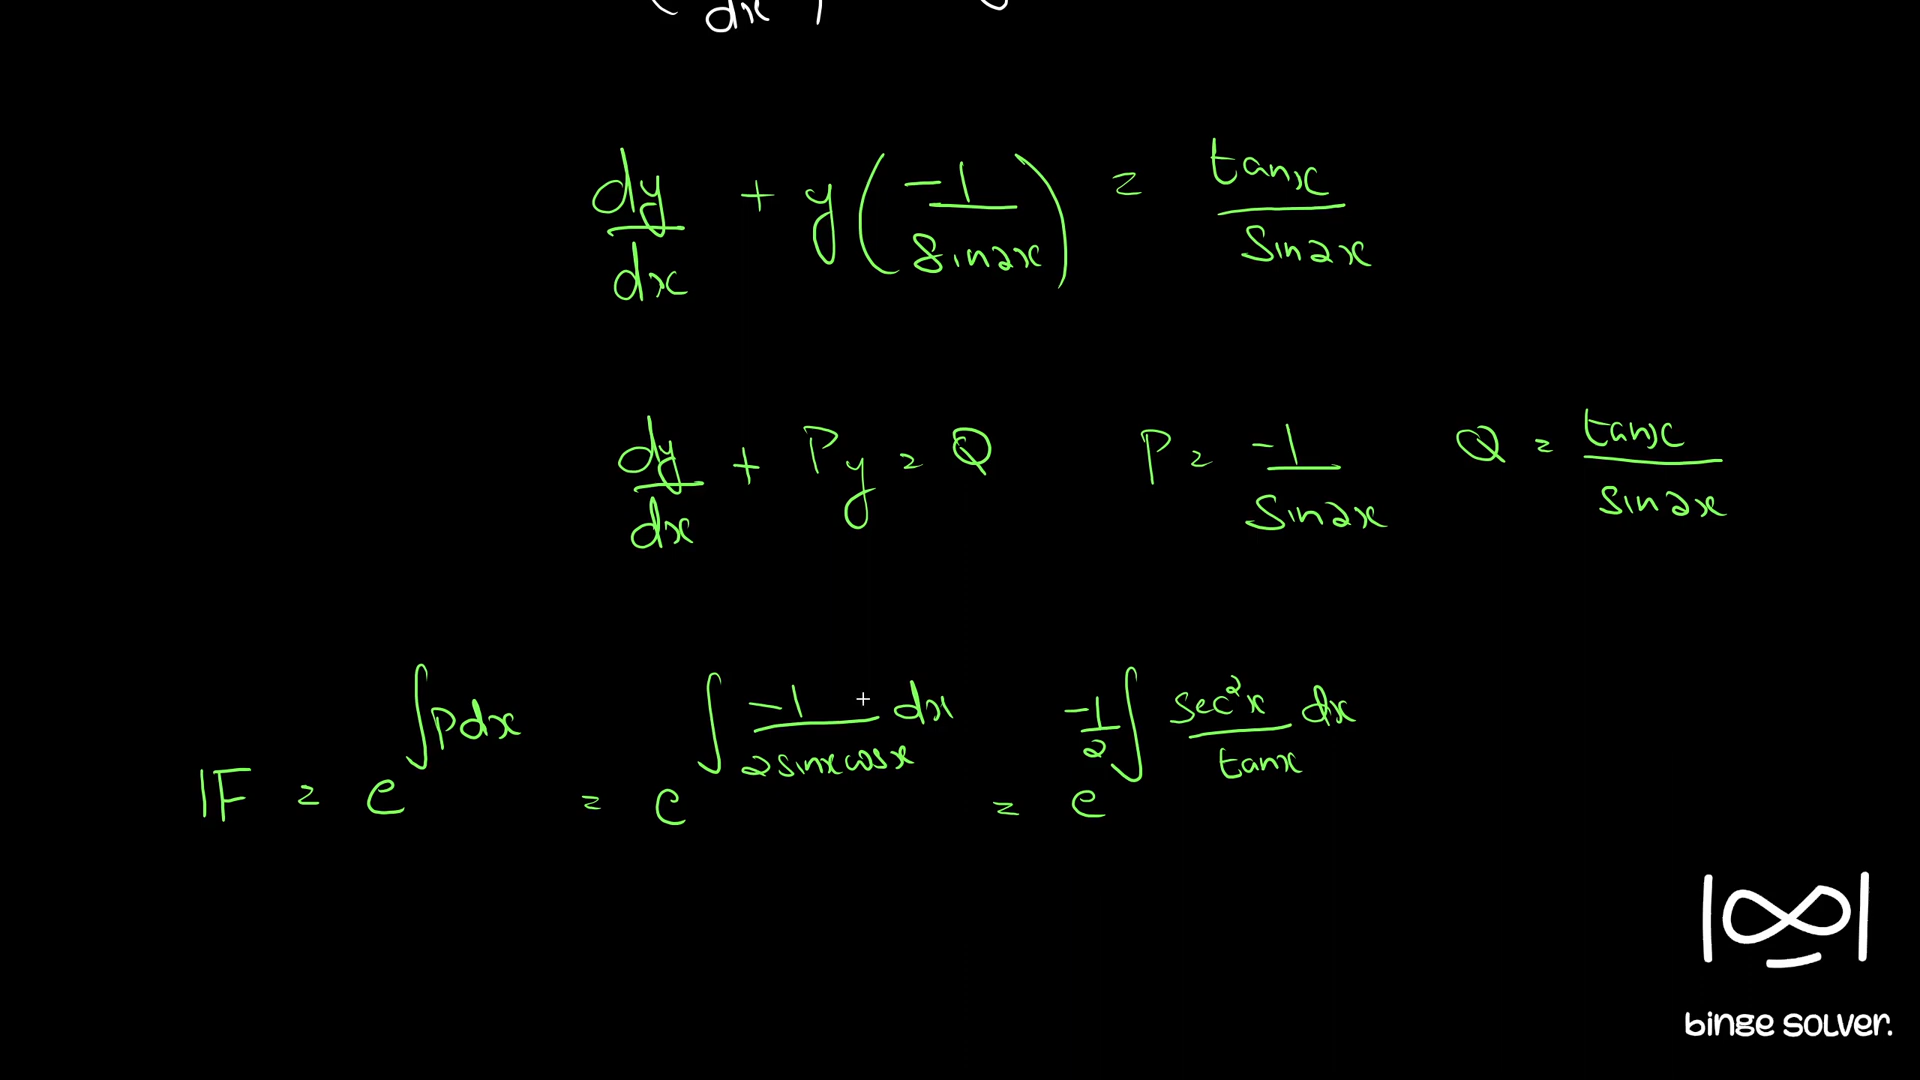 dx
dy/dx + y(-1/sin2x) = tanx/sin2x
dy/dx + Py = Q P = -1/sin2x Q = tanx/sin2x
IF = e^∫Pdx = e^∫ -1/2sinxcosx dx = e^-1/2∫ sec²x/tanx dx
binge solver.